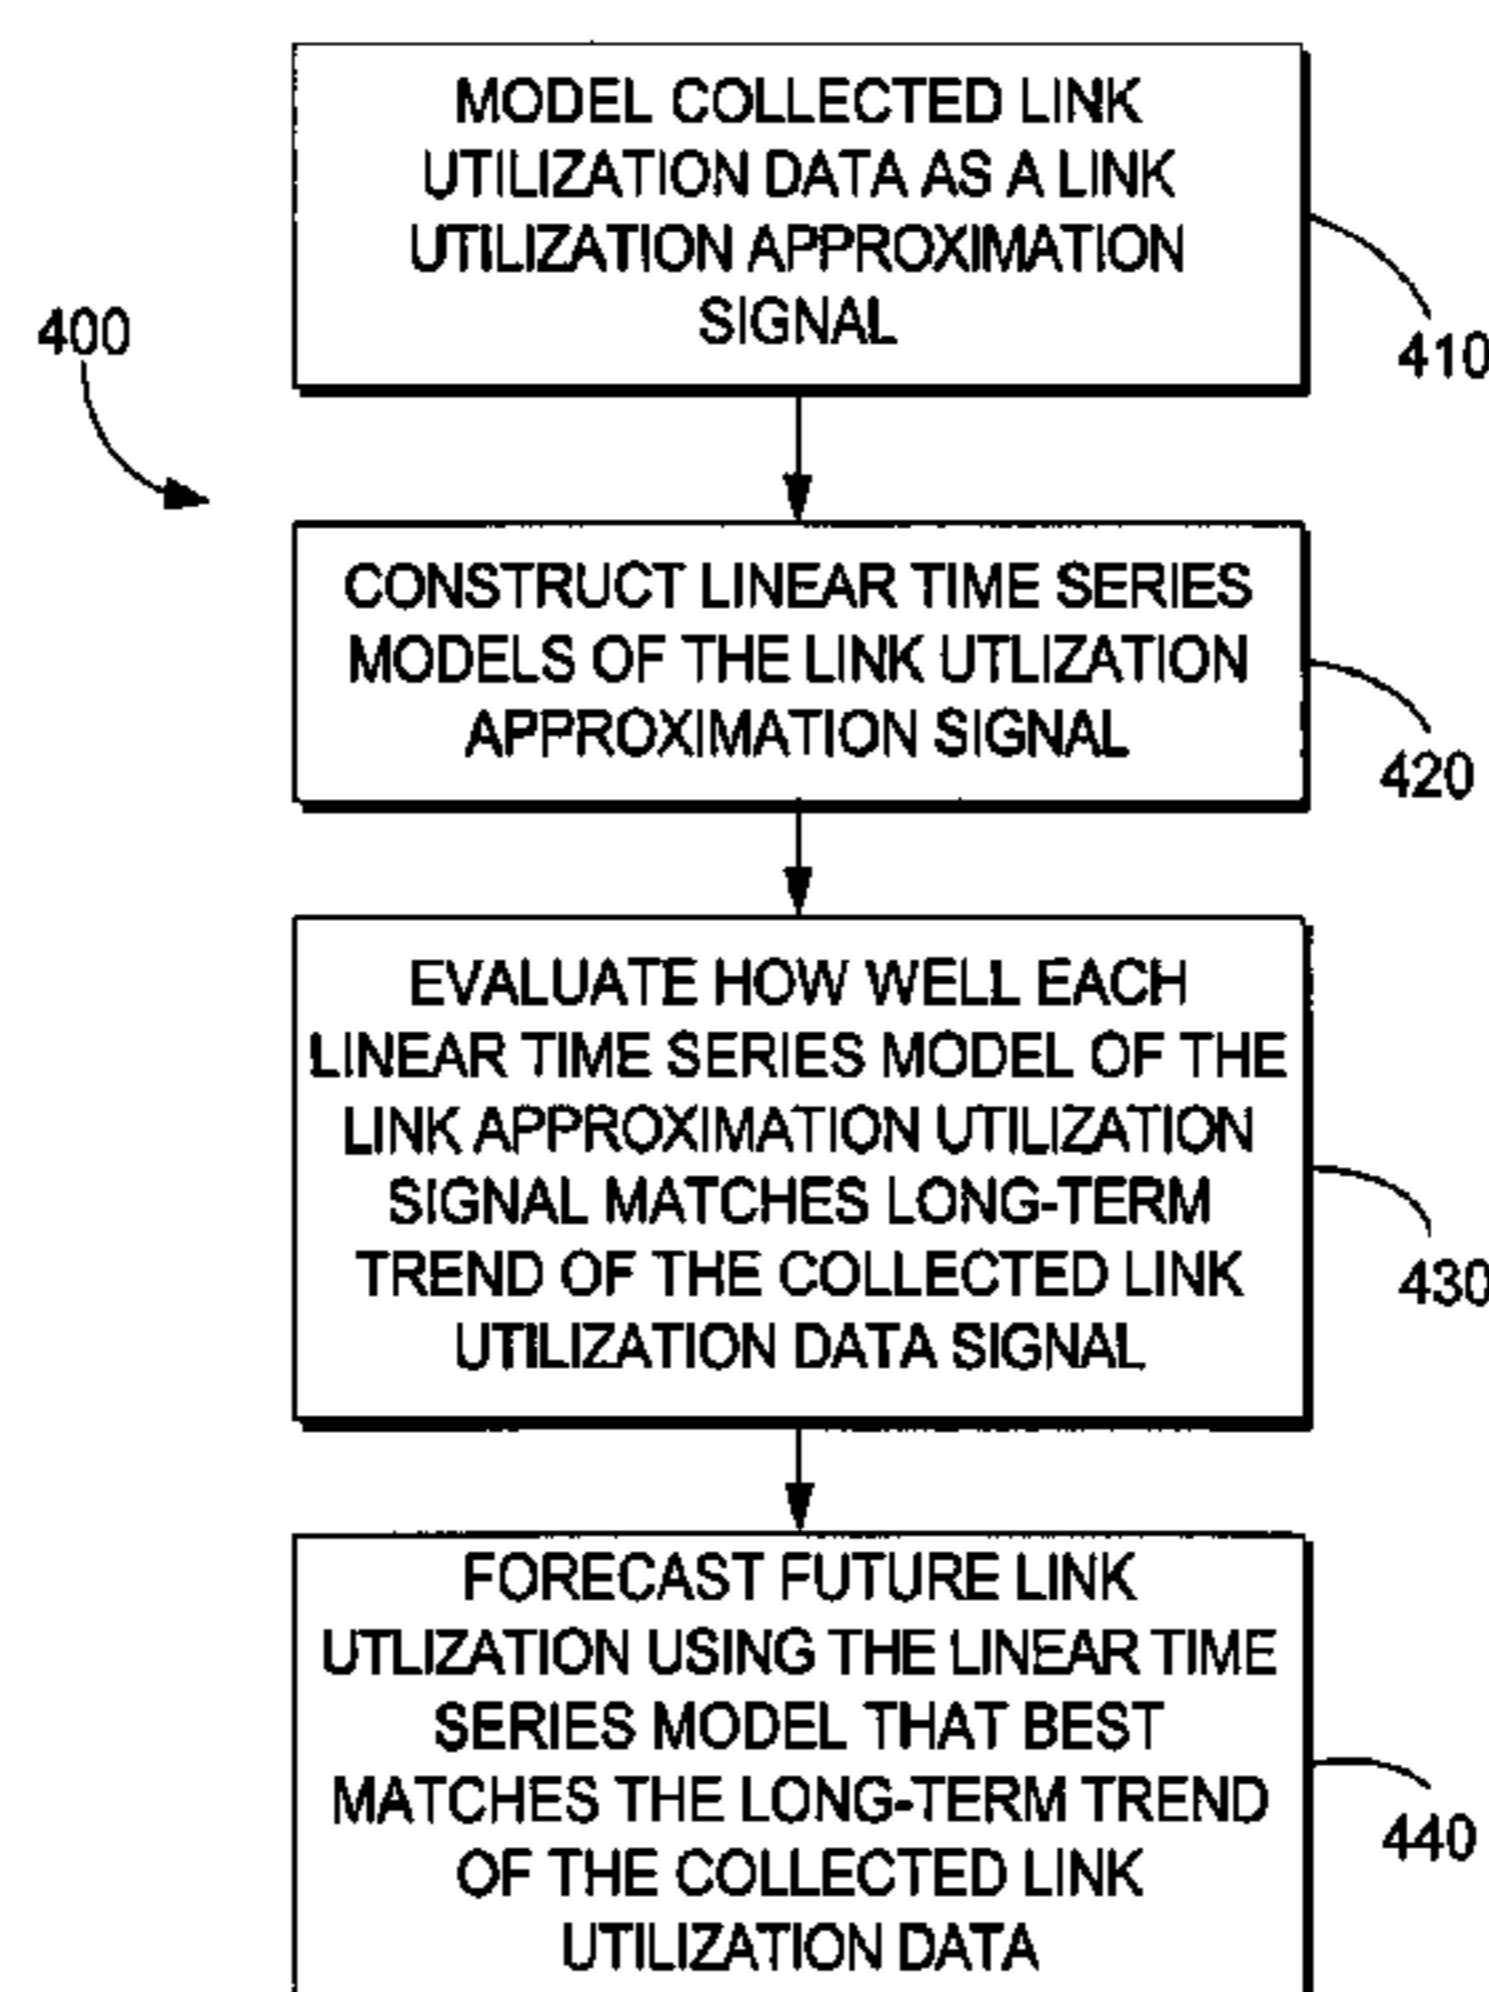 MODEL COLLECTED LINK
UTILIZATION DATA AS A LINK
UTILIZATION APPROXIMATION
SIGNAL
400
410
CONSTRUCT LINEAR TIME SERIES
MODELS OF THE LINK UTLIZATION
APPROXIMATION SIGNAL
420
EVALUATE HOW WELL EACH
LINEAR TIME SERIES MODEL OF THE
LINK APPROXIMATION UTILIZATION
SIGNAL MATCHES LONG-TERM
TREND OF THE COLLECTED LINK
UTILIZATION DATA SIGNAL
430
FORECAST FUTURE LINK
UTLIZATION USING THE LINEAR TIME
SERIES MODEL THAT BEST
MATCHES THE LONG-TERM TREND
OF THE COLLECTED LINK
UTILIZATION DATA
440